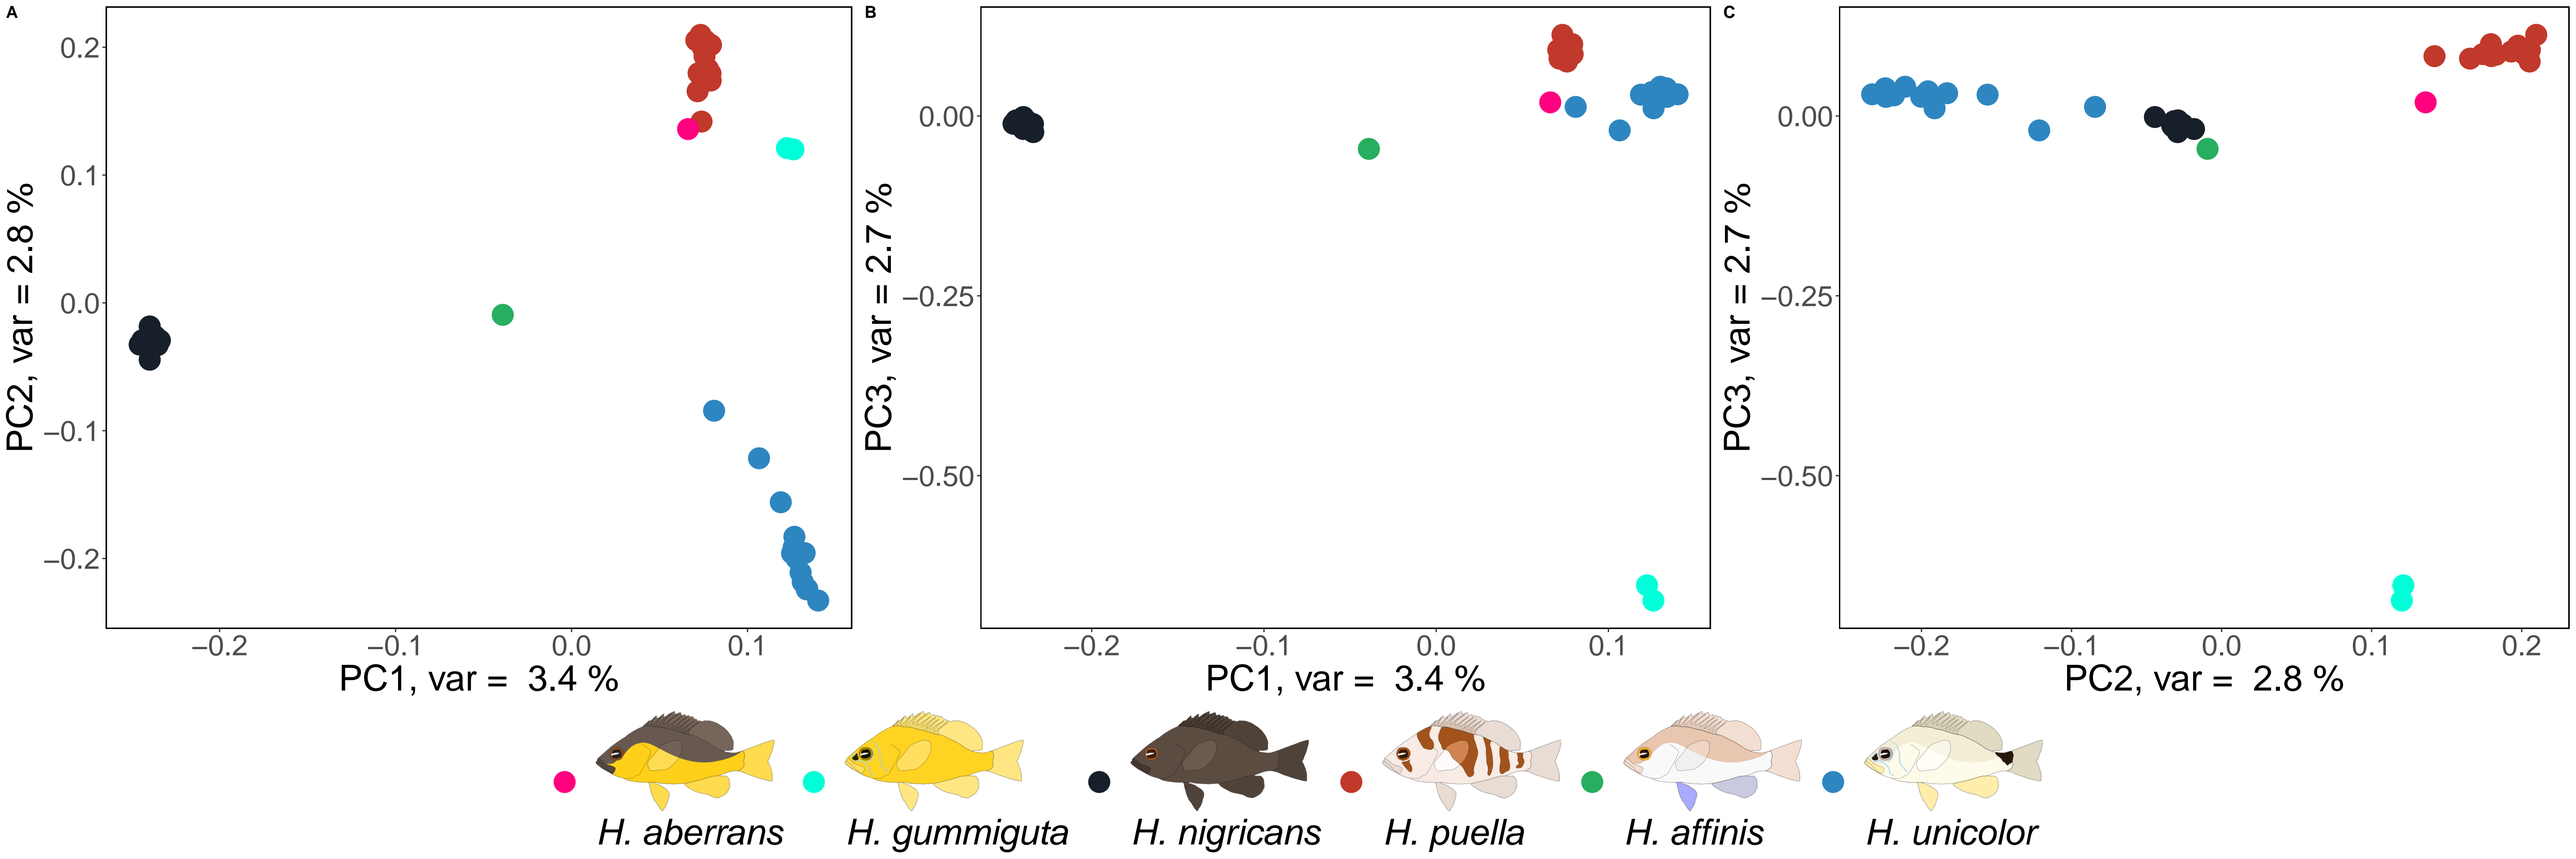 A
PC2, var = 2.8 %
0.2
0.1
0.0
−0.1
−0.2
−0.2
−0.1
0.0
0.1
PC1, var =  3.4 %
B
PC3, var = 2.7 %
0.00
−0.25
−0.50
−0.2
−0.1
0.0
0.1
PC1, var =  3.4 %
C
PC3, var = 2.7 %
0.00
−0.25
−0.50
−0.2
−0.1
0.0
0.1
0.2
PC2, var =  2.8 %
H. aberrans
H. gummiguta
H. nigricans
H. puella
H. affinis
H. unicolor